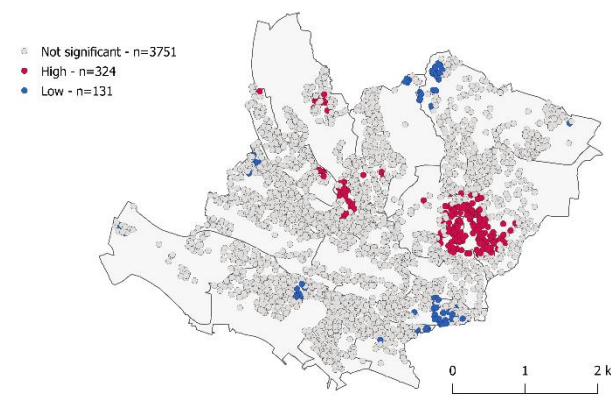 Not significant - n=3751
High - n=324
Low - n=131
0 1 2 k